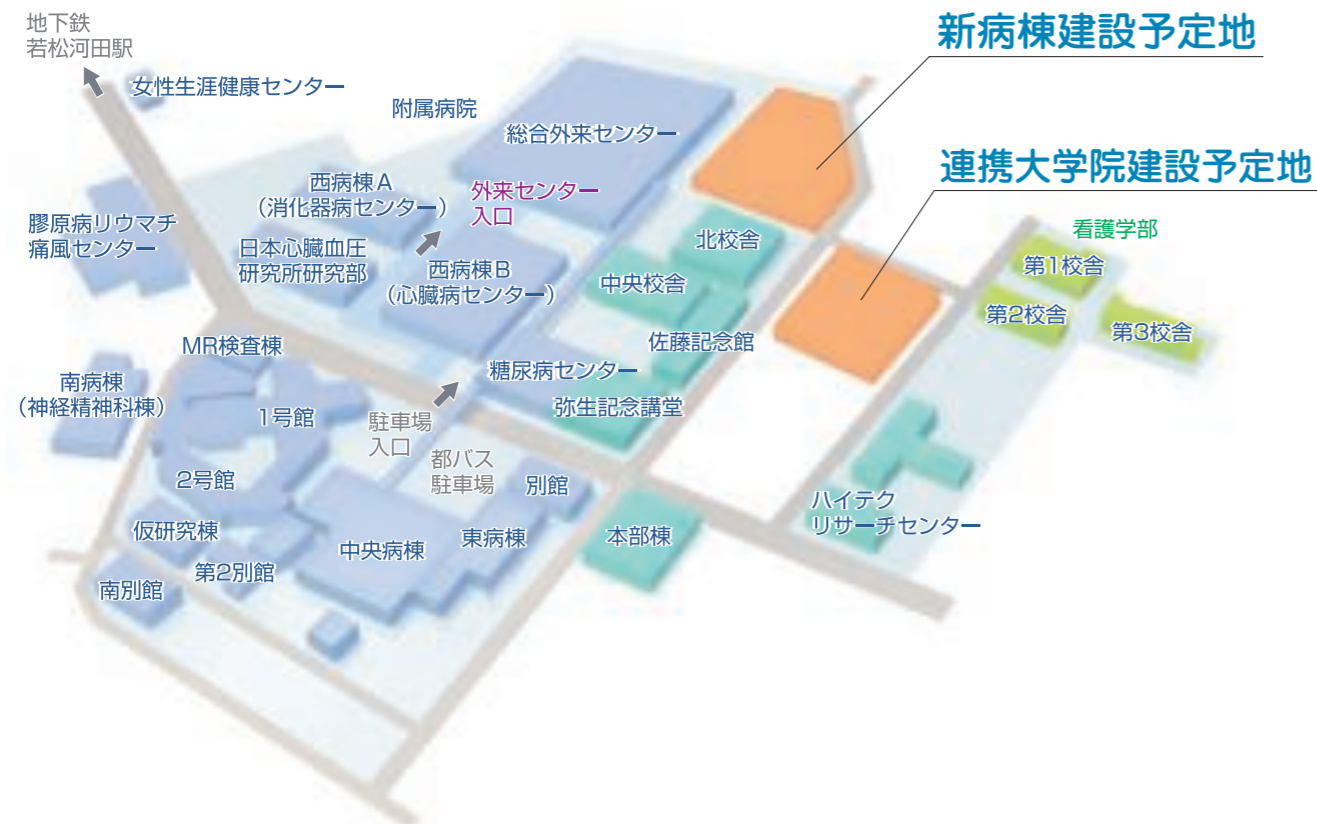 地下鉄
若松河田駅
新病棟建設予定地
女性生涯健康センター
附属病院
総合外来センター
連携大学院建設予定地
西病棟A
（消化器病センター）
外来センター
入口
膠原病リウマチ
痛風センター
日本心臓血圧
研究所研究部
西病棟B
（心臓病センター）
北校舎
中央校舎
佐藤記念館
看護学部
第1校舎
第2校舎
第3校舎
MR検査棟
南病棟
（神経精神科棟）
1号館
糖尿病センター
弥生記念講堂
駐車場
入口
都バス
駐車場
2号館
別館
仮研究棟
中央病棟
東病棟
本部棟
ハイテク
リサーチセンター
第2別館
南別館